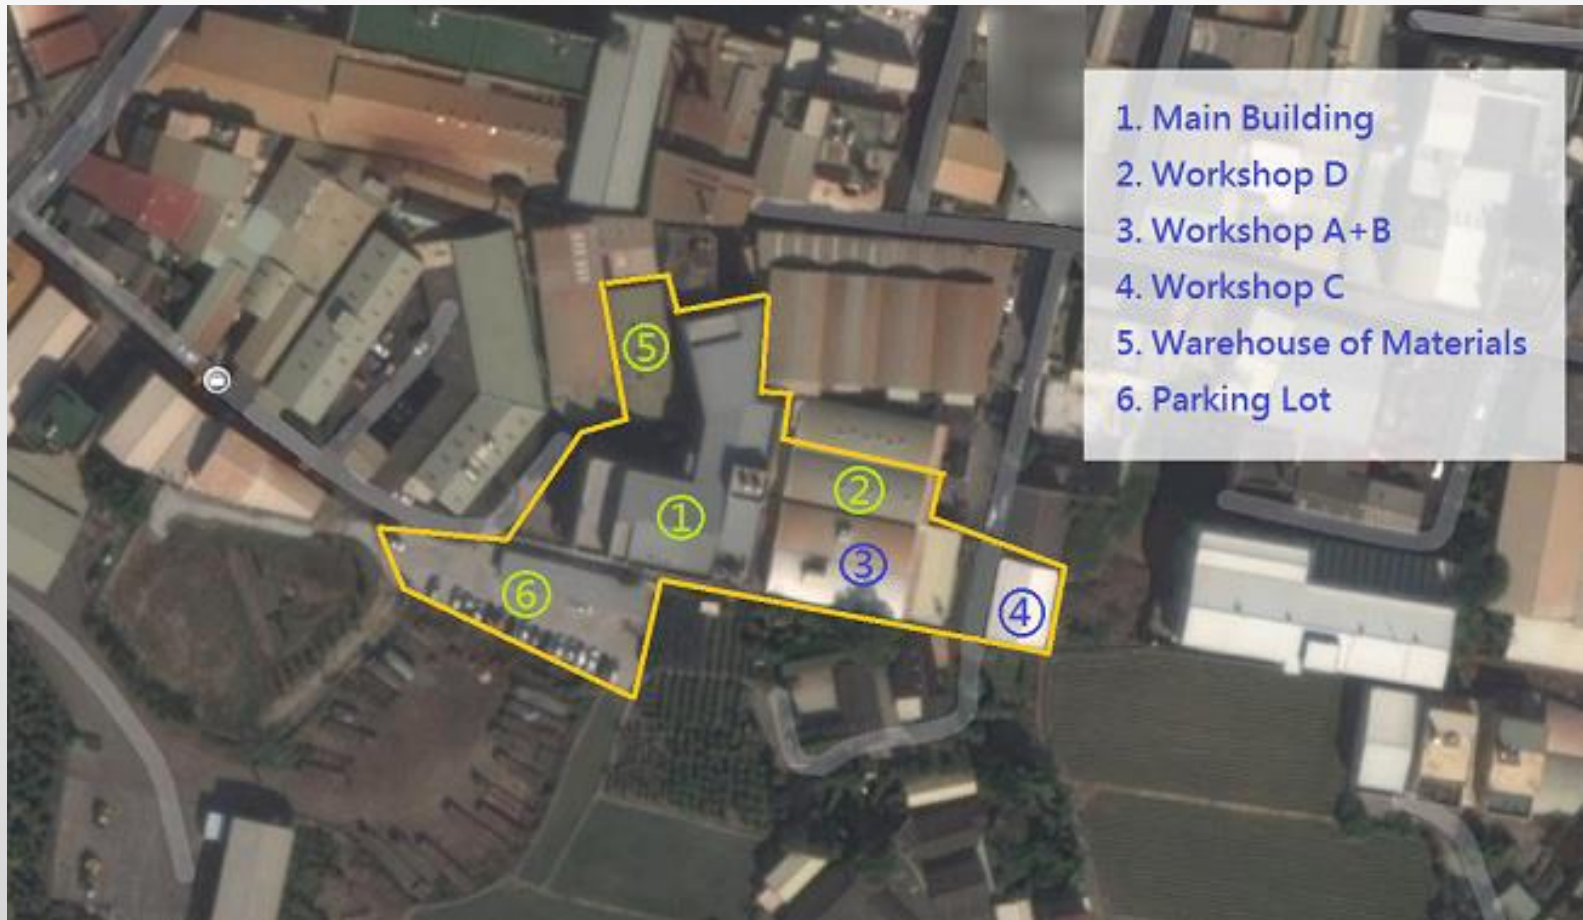 1. Main Building
2. Workshop D
3. Workshop A+B
4. Workshop C
5. Warehouse of Materials
6. Parking Lot
⑤
②
①
③
⑥
④